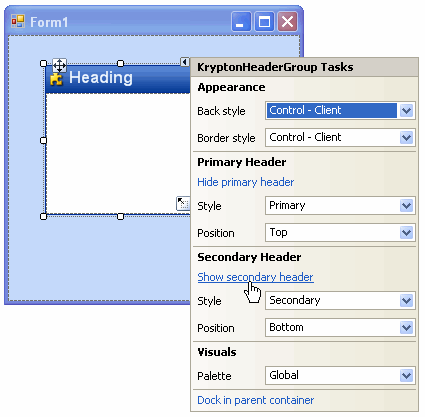 Form1
Heading
KryptonHeaderGroup Tasks
Appearance
Back style Control - Client
Border style Control - Client
Primary Header
Hide primary header
Style Primary
Position Top
Secondary Header
Show secondary header
Style Secondary
Position Bottom
Visuals
Palette Global
Dock in parent container